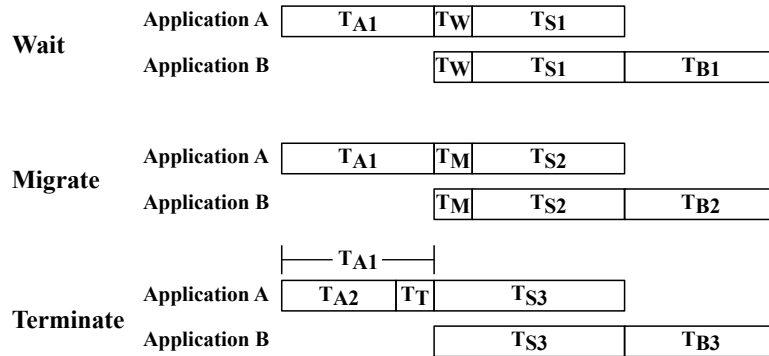 Wait
Application A T_A1 T_W T_S1
Application B T_W T_S1 T_B1
Migrate
Application A T_A1 T_M T_S2
Application B T_M T_S2 T_B2
T_A1
Terminate
Application A T_A2 T_T T_S3
Application B T_S3 T_B3